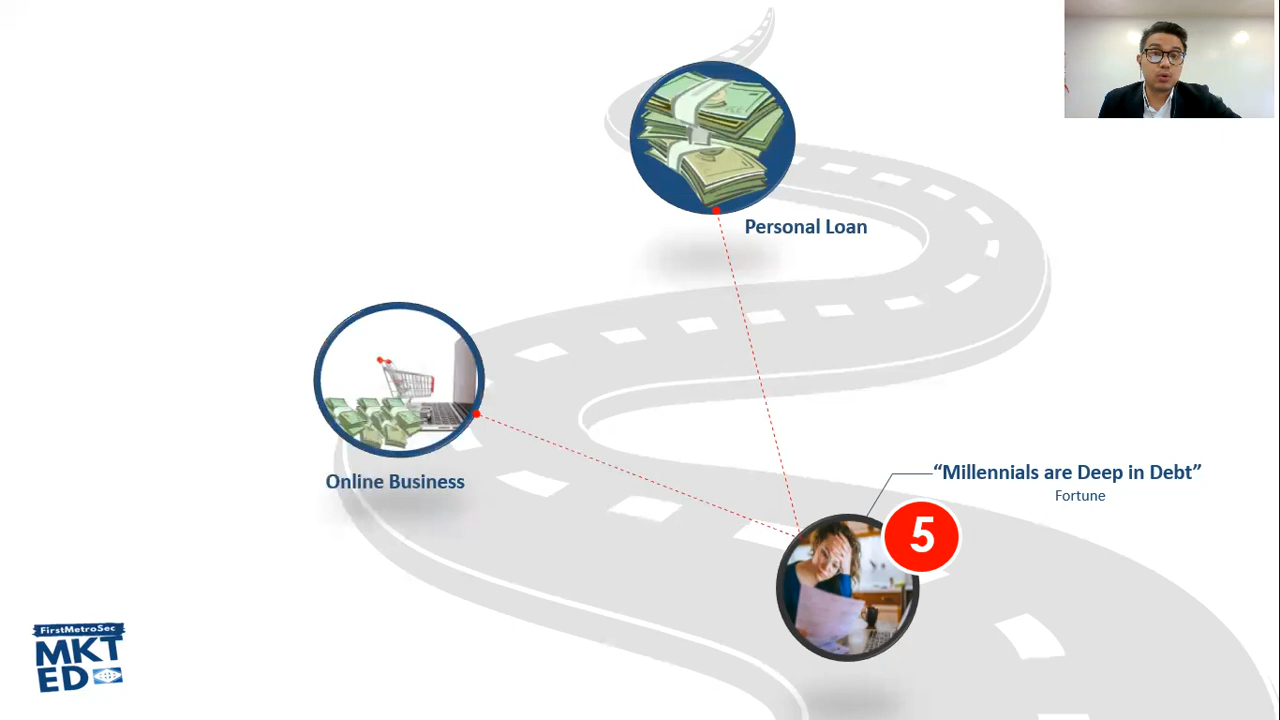 Personal Loan
Online Business
“Millennials are Deep in Debt”
Fortune
5
FirstMetroSec
MKT
ED